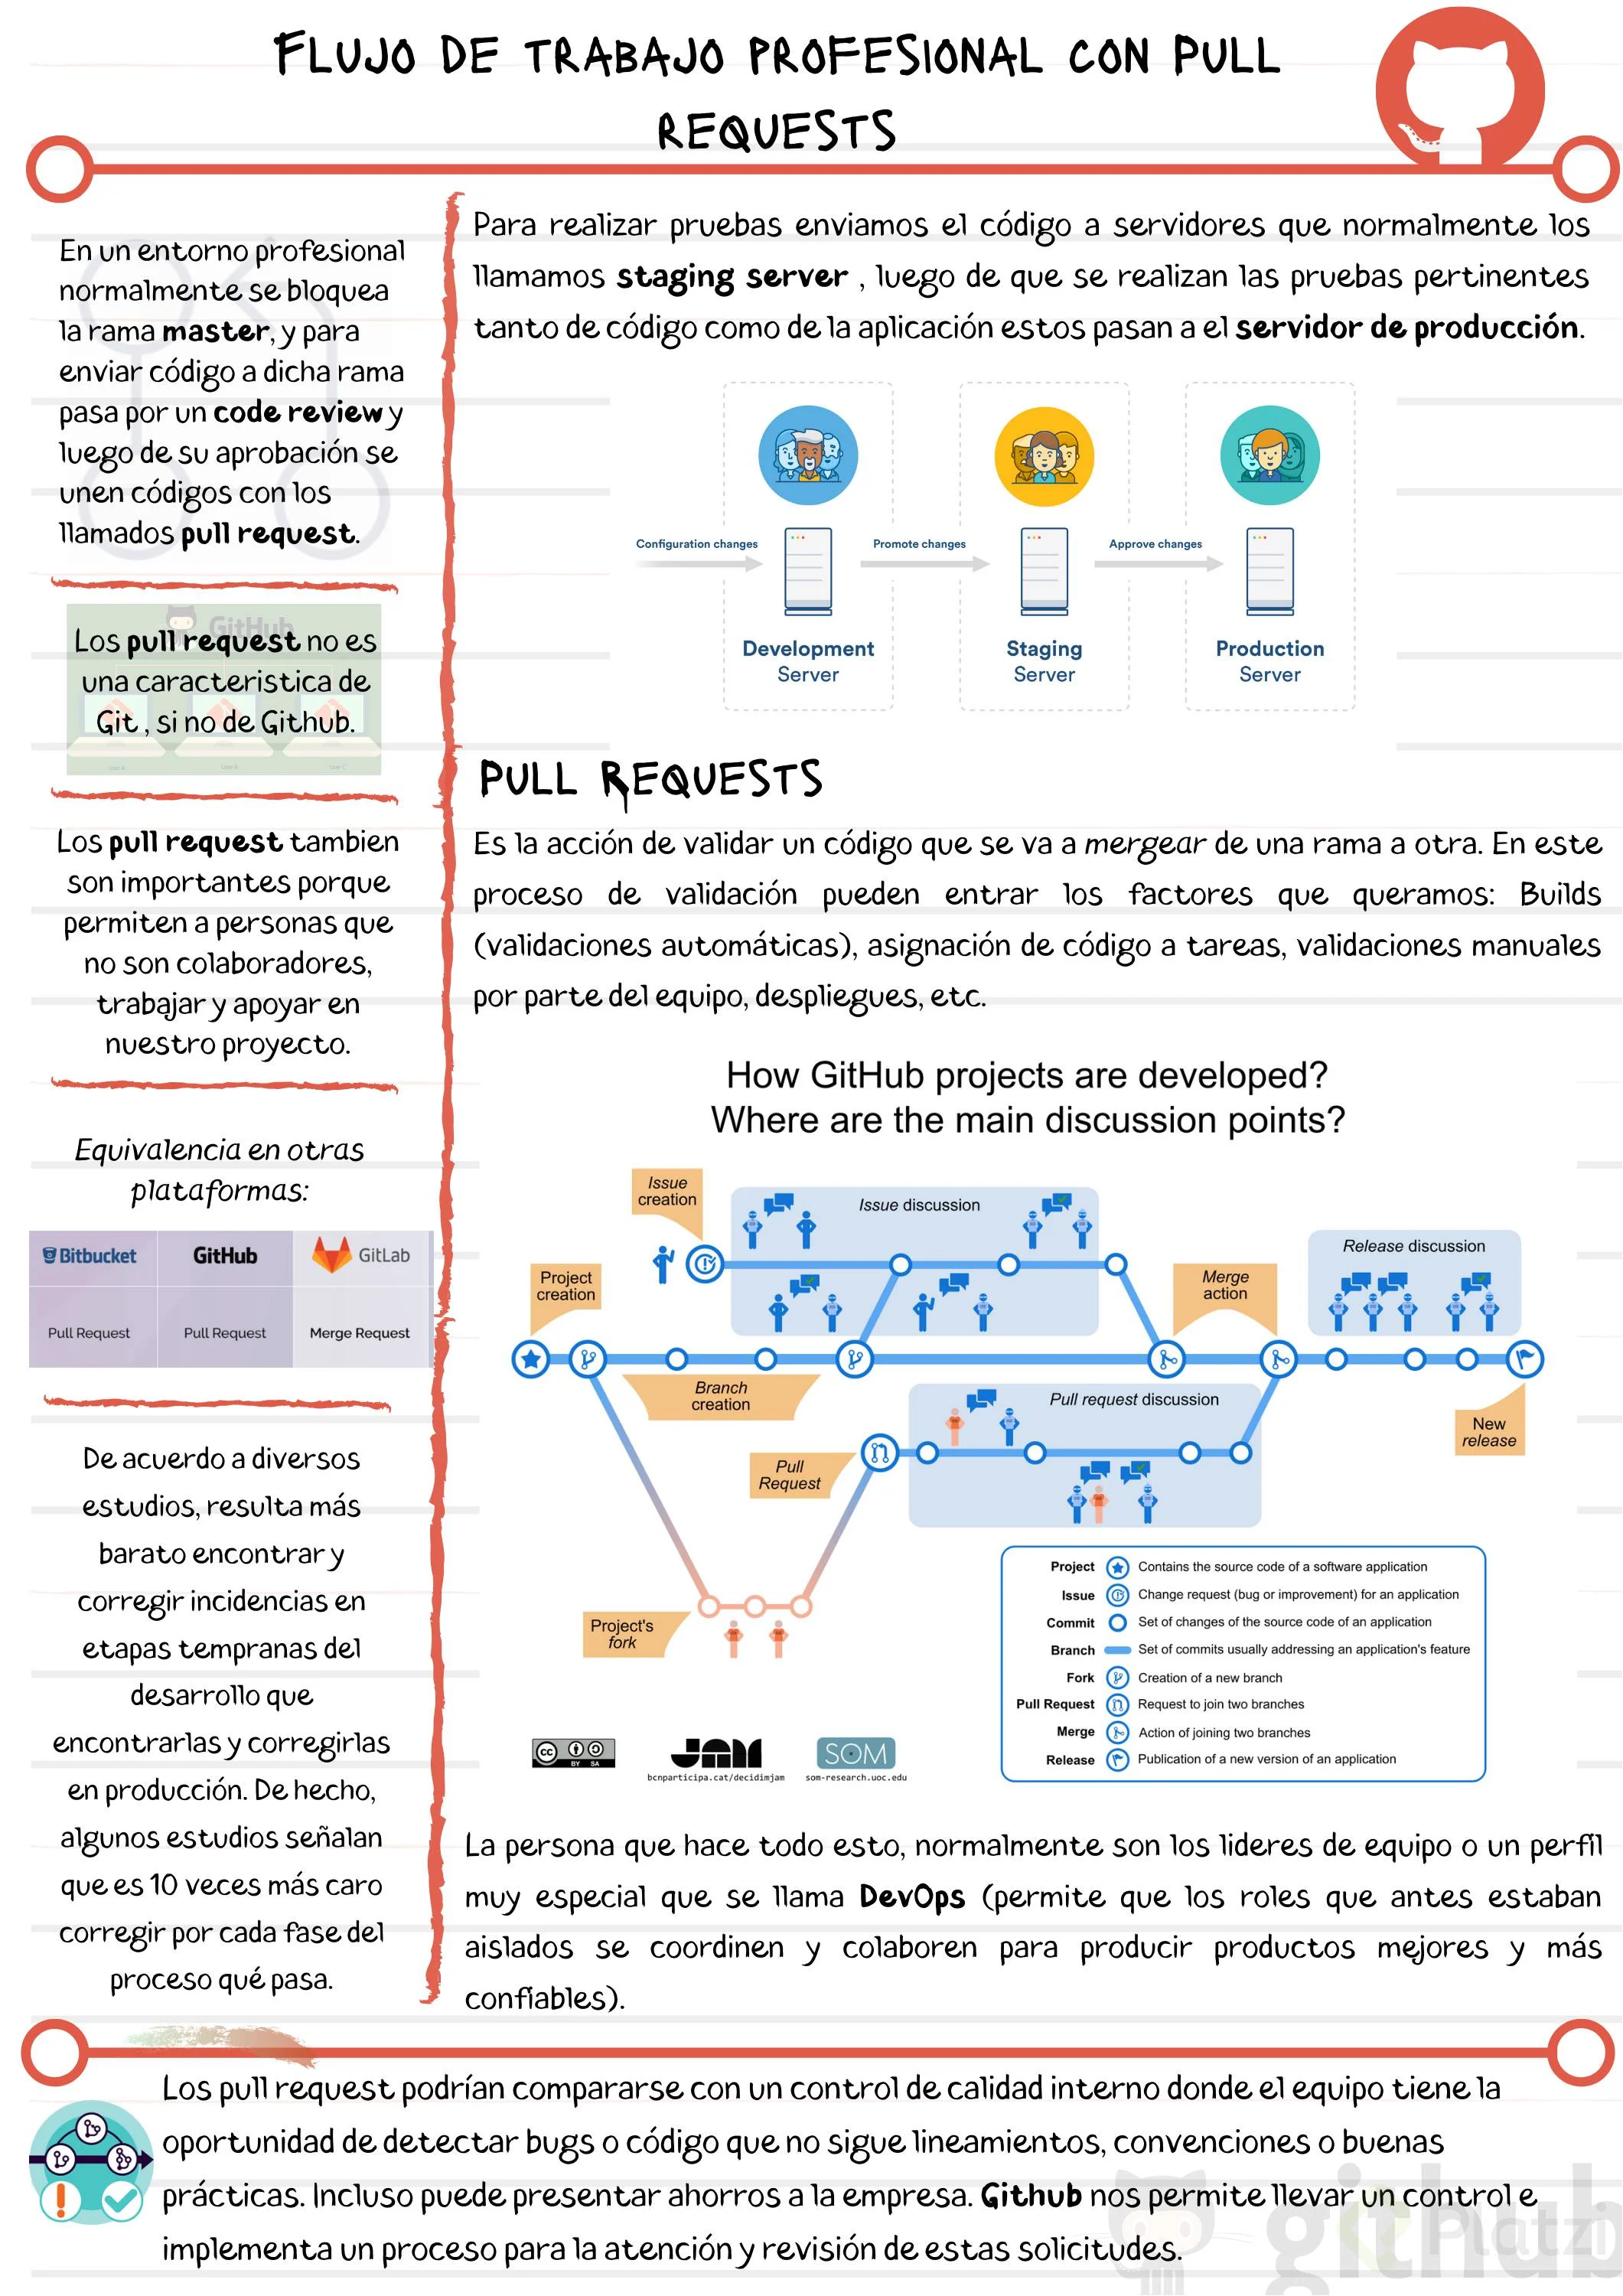 FLUJO DE TRABAJO PROFESIONAL CON PULL
REQUESTS
En un entorno profesional
normalmente se bloquea
la rama master, y para
enviar código a dicha rama
pasa por un code review y
luego de su aprobación se
unen códigos con los
llamados pull request.
GitHub
Los pull request no es
una caracteristica de
Git , si no de Github.
User A
User B
User C
Los pull request tambien
son importantes porque
permiten a personas que
no son colaboradores,
trabajar y apoyar en
nuestro proyecto.
Equivalencia en otras
plataformas:
Bitbucket
GitHub
GitLab
Pull Request
Pull Request
Merge Request
De acuerdo a diversos
estudios, resulta más
barato encontrar y
corregir incidencias en
etapas tempranas del
desarrollo que
encontrarlas y corregirlas
en producción. De hecho,
algunos estudios señalan
que es 10 veces más caro
corregir por cada fase del
proceso qué pasa.
Para realizar pruebas enviamos el código a servidores que normalmente los
llamamos staging server , luego de que se realizan las pruebas pertinentes
tanto de código como de la aplicación estos pasan a el servidor de producción.
Configuration changes
Promote changes
Approve changes
Development
Server
Staging
Server
Production
Server
PULL REQUESTS
Es la acción de validar un código que se va a mergear de una rama a otra. En este
proceso de validación pueden entrar los factores que queramos: Builds
(validaciones automáticas), asignación de código a tareas, validaciones manuales
por parte del equipo, despliegues, etc.
How GitHub projects are developed?
Where are the main discussion points?
Issue
creation
Issue discussion
Release discussion
Project
creation
Merge
action
Branch
creation
Pull request discussion
New
release
Pull
Request
Project's
fork
Project Contains the source code of a software application
Issue Change request (bug or improvement) for an application
Commit Set of changes of the source code of an application
Branch Set of commits usually addressing an application's feature
Fork Creation of a new branch
Pull Request Request to join two branches
Merge Action of joining two branches
Release Publication of a new version of an application
cc BY SA
JAM
bcnparticipa.cat/decidimjam
SOM
som-research.uoc.edu
La persona que hace todo esto, normalmente son los lideres de equipo o un perfil
muy especial que se llama DevOps (permite que los roles que antes estaban
aislados se coordinen y colaboren para producir productos mejores y más
confiables).
Los pull request podrían compararse con un control de calidad interno donde el equipo tiene la
oportunidad de detectar bugs o código que no sigue lineamientos, convenciones o buenas
prácticas. Incluso puede presentar ahorros a la empresa. Github nos permite llevar un control e
implementa un proceso para la atención y revisión de estas solicitudes.
github
Platzi